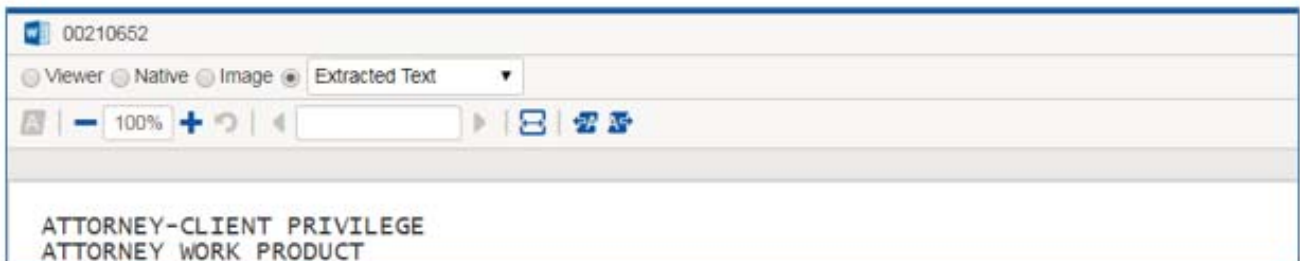 00210652
Viewer Native Image Extracted Text
100%
ATTORNEY-CLIENT PRIVILEGE
ATTORNEY WORK PRODUCT